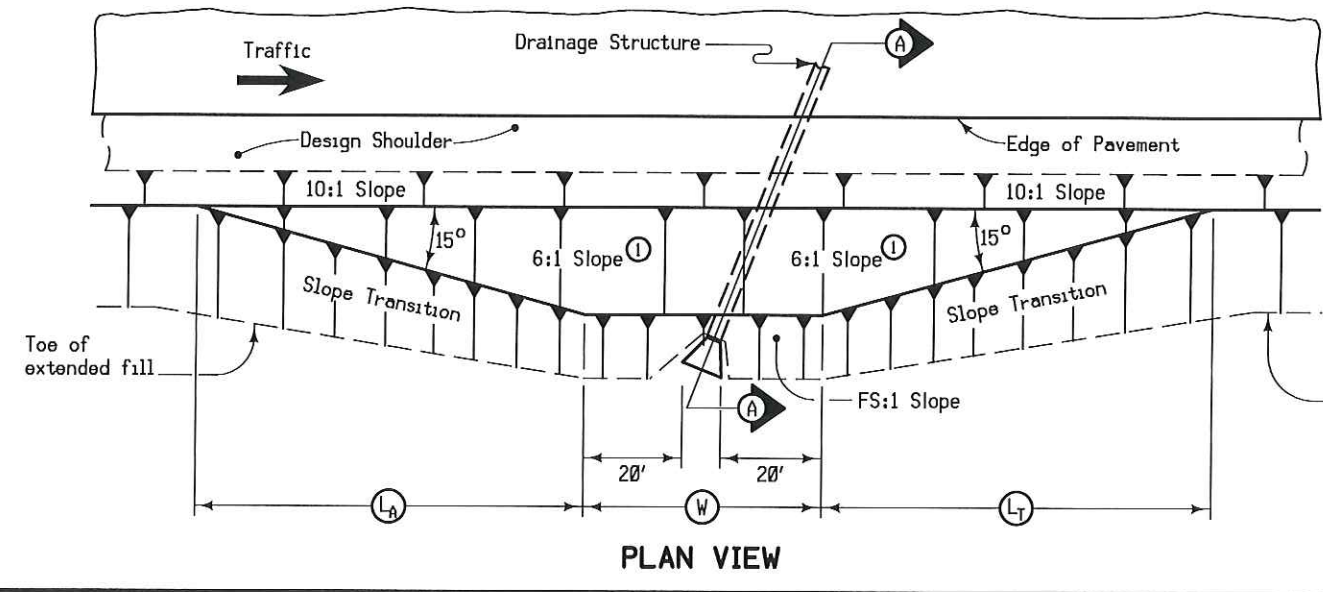 Drainage Structure
A
Traffic
Design Shoulder
Edge of Pavement
10:1 Slope
10:1 Slope
15°
6:1 Slope 1
6:1 Slope 1
15°
Slope Transition
Slope Transition
Toe of
extended fill
A
FS:1 Slope
20'
20'
LA
W
LT
PLAN VIEW